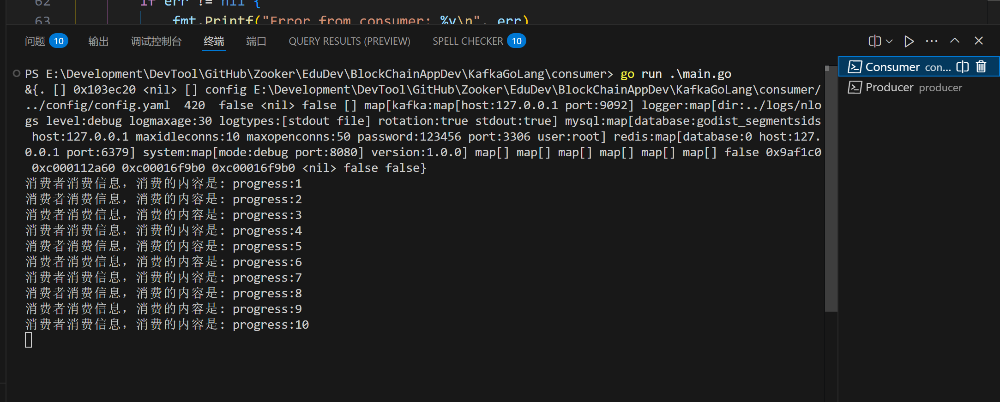 62 if err != nil {
63 fmt.Printf("Error from consumer: %v\n", err)
问题 10 输出 调试控制台 终端 端口 QUERY RESULTS (PREVIEW) SPELL CHECKER 10
PS E:\Development\DevTool\GitHub\Zooker\EduDev\BlockChainAppDev\KafkaGoLang\consumer> go run .\main.go
&{. [] 0x103ec20 <nil> [] config E:\Development\DevTool\GitHub\Zooker\EduDev\BlockChainAppDev\KafkaGoLang\consumer/
../config/config.yaml  420  false <nil> false [] map[kafka:map[host:127.0.0.1 port:9092] logger:map[dir:../logs/nlo
gs level:debug logmaxage:30 logtypes:[stdout file] rotation:true stdout:true] mysql:map[database:godist_segmentsids
host:127.0.0.1 maxidleconns:10 maxopenconns:50 password:123456 port:3306 user:root] redis:map[database:0 host:127.
0.0.1 port:6379] system:map[mode:debug port:8080] version:1.0.0] map[] map[] map[] map[] map[] map[] false 0x9af1c0
0xc000112a60 0xc00016f9b0 0xc00016f9b0 <nil> false false}
消费者消费信息，消费的内容是: progress:1
消费者消费信息，消费的内容是: progress:2
消费者消费信息，消费的内容是: progress:3
消费者消费信息，消费的内容是: progress:4
消费者消费信息，消费的内容是: progress:5
消费者消费信息，消费的内容是: progress:6
消费者消费信息，消费的内容是: progress:7
消费者消费信息，消费的内容是: progress:8
消费者消费信息，消费的内容是: progress:9
消费者消费信息，消费的内容是: progress:10
Consumer con...
Producer producer